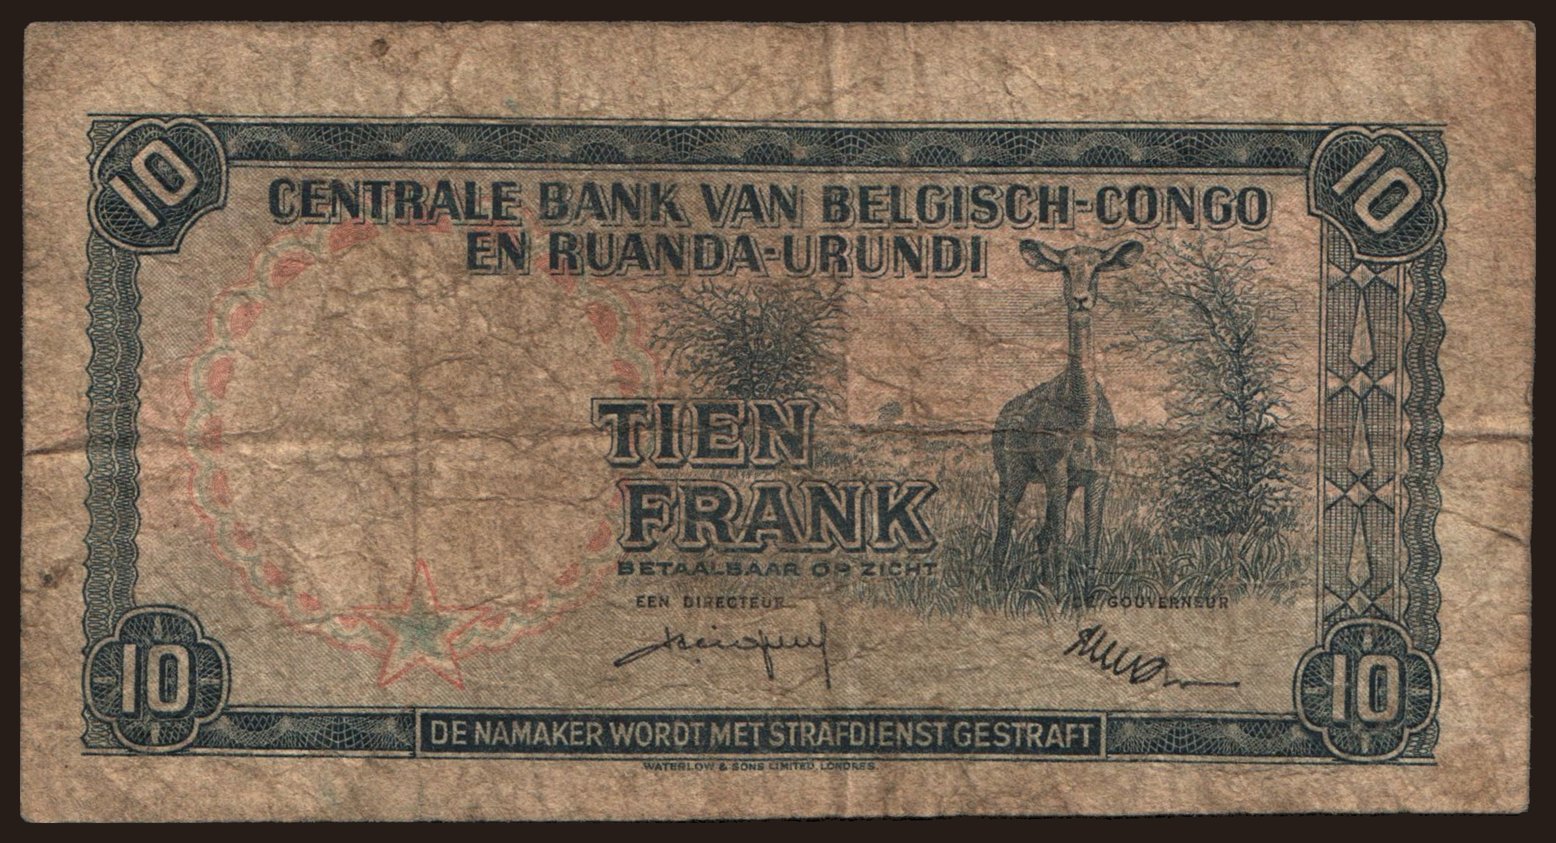 10
10
CENTRALE BANK VAN BELGISCH-CONGO
EN RUANDA-URUNDI
TIEN
FRANK
BETAALBAAR OP ZICHT
EEN DIRECTEUR
DE GOUVERNEUR
10
10
DE NAMAKER WORDT MET STRAFDIENST GESTRAFT
WATERLOW & SONS LIMITED, LONDRES.